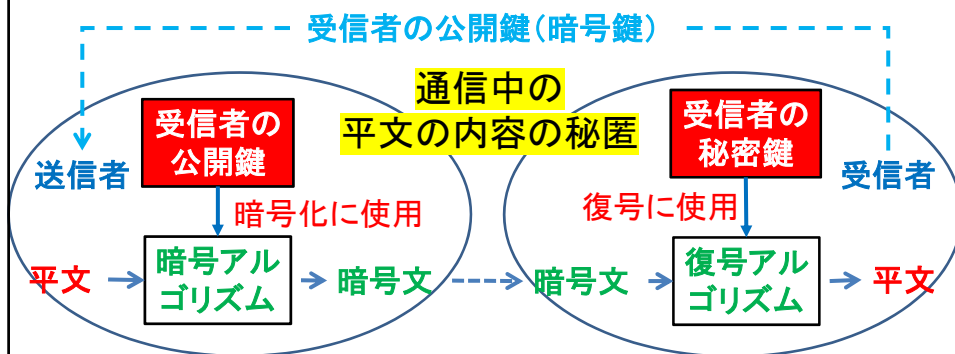 受信者の公開鍵(暗号鍵)
通信中の
平文の内容の秘匿
受信者の
公開鍵
送信者
暗号化に使用
平文
暗号アル
ゴリズム
暗号文
受信者の
秘密鍵
受信者
復号に使用
暗号文
復号アル
ゴリズム
平文